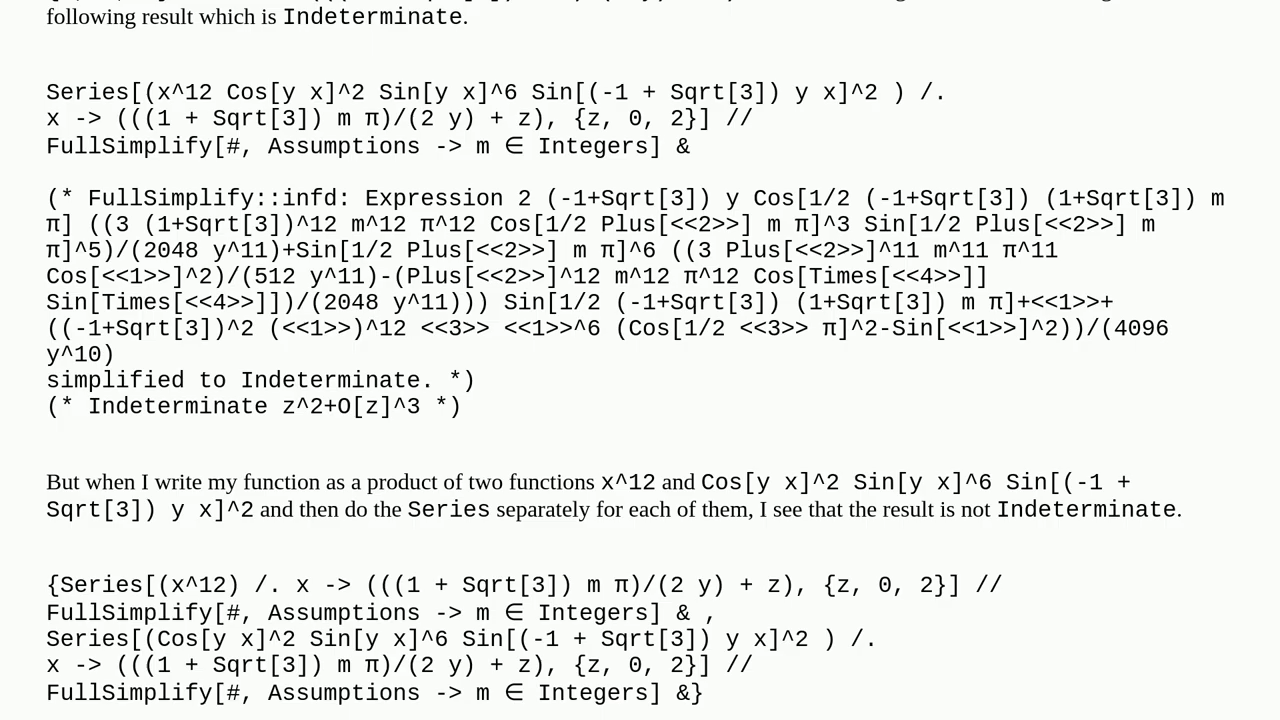 following result which is Indeterminate.
Series[(x^12 Cos[y x]^2 Sin[y x]^6 Sin[(-1 + Sqrt[3]) y x]^2 ) /.
x -> (((1 + Sqrt[3]) m π)/(2 y) + z), {z, 0, 2}] //
FullSimplify[#, Assumptions -> m ∈ Integers] &
(* FullSimplify::infd: Expression 2 (-1+Sqrt[3]) y Cos[1/2 (-1+Sqrt[3]) (1+Sqrt[3]) m
π] ((3 (1+Sqrt[3])^12 m^12 π^12 Cos[1/2 Plus[<<2>>] m π]^3 Sin[1/2 Plus[<<2>>] m
π]^5)/(2048 y^11)+Sin[1/2 Plus[<<2>>] m π]^6 ((3 Plus[<<2>>]^11 m^11 π^11
Cos[<<1>>]^2)/(512 y^11)-(Plus[<<2>>]^12 m^12 π^12 Cos[Times[<<4>>]]
Sin[Times[<<4>>]])/(2048 y^11))) Sin[1/2 (-1+Sqrt[3]) (1+Sqrt[3]) m π]+<<1>>+
((-1+Sqrt[3])^2 (<<1>>)^12 <<3>> <<1>>^6 (Cos[1/2 <<3>> π]^2-Sin[<<1>>]^2))/(4096
y^10)
simplified to Indeterminate. *)
(* Indeterminate z^2+O[z]^3 *)
But when I write my function as a product of two functions x^12 and Cos[y x]^2 Sin[y x]^6 Sin[(-1 +
Sqrt[3]) y x]^2 and then do the Series separately for each of them, I see that the result is not Indeterminate.
{Series[(x^12) /. x -> (((1 + Sqrt[3]) m π)/(2 y) + z), {z, 0, 2}] //
FullSimplify[#, Assumptions -> m ∈ Integers] & ,
Series[(Cos[y x]^2 Sin[y x]^6 Sin[(-1 + Sqrt[3]) y x]^2 ) /.
x -> (((1 + Sqrt[3]) m π)/(2 y) + z), {z, 0, 2}] //
FullSimplify[#, Assumptions -> m ∈ Integers] &}